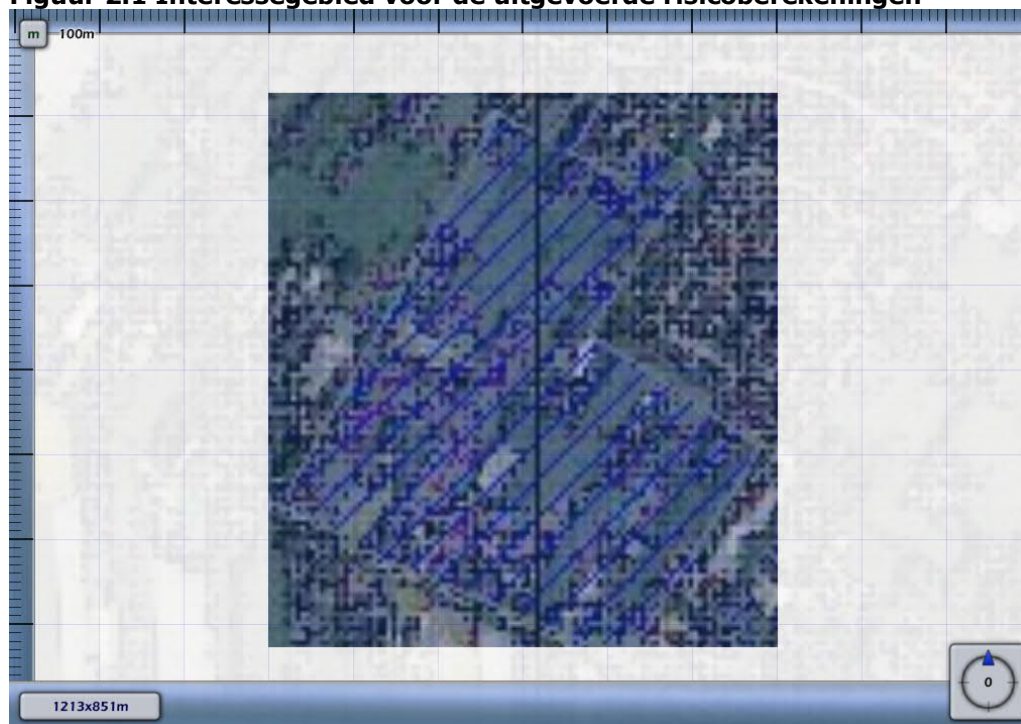 Figuur 2.1 Interessegebied voor de uitgevoerde risicoberekeningen
m 100m
0
1213x851m